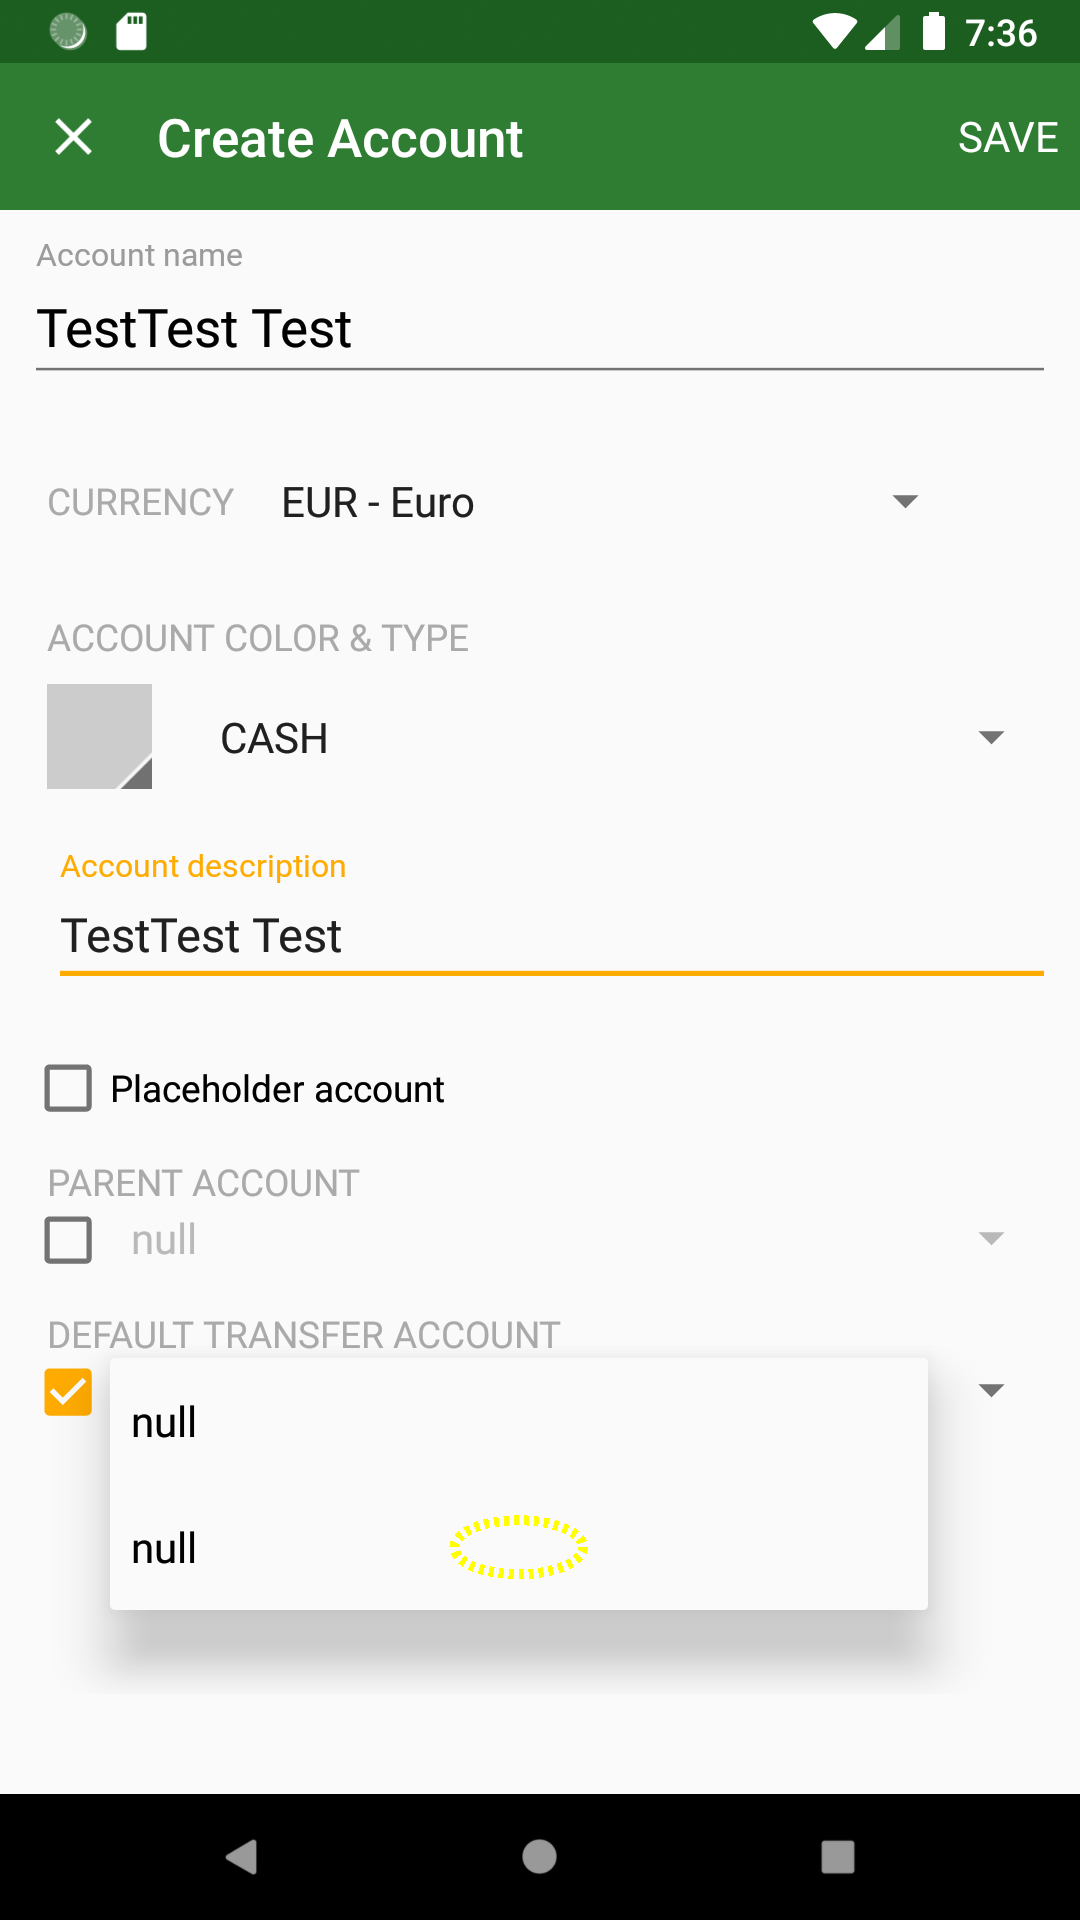 7:36
Create Account
SAVE
Account name
TestTest Test
CURRENCY EUR - Euro
ACCOUNT COLOR & TYPE
CASH
Account description
TestTest Test
Placeholder account
PARENT ACCOUNT
null
DEFAULT TRANSFER ACCOUNT
null
null